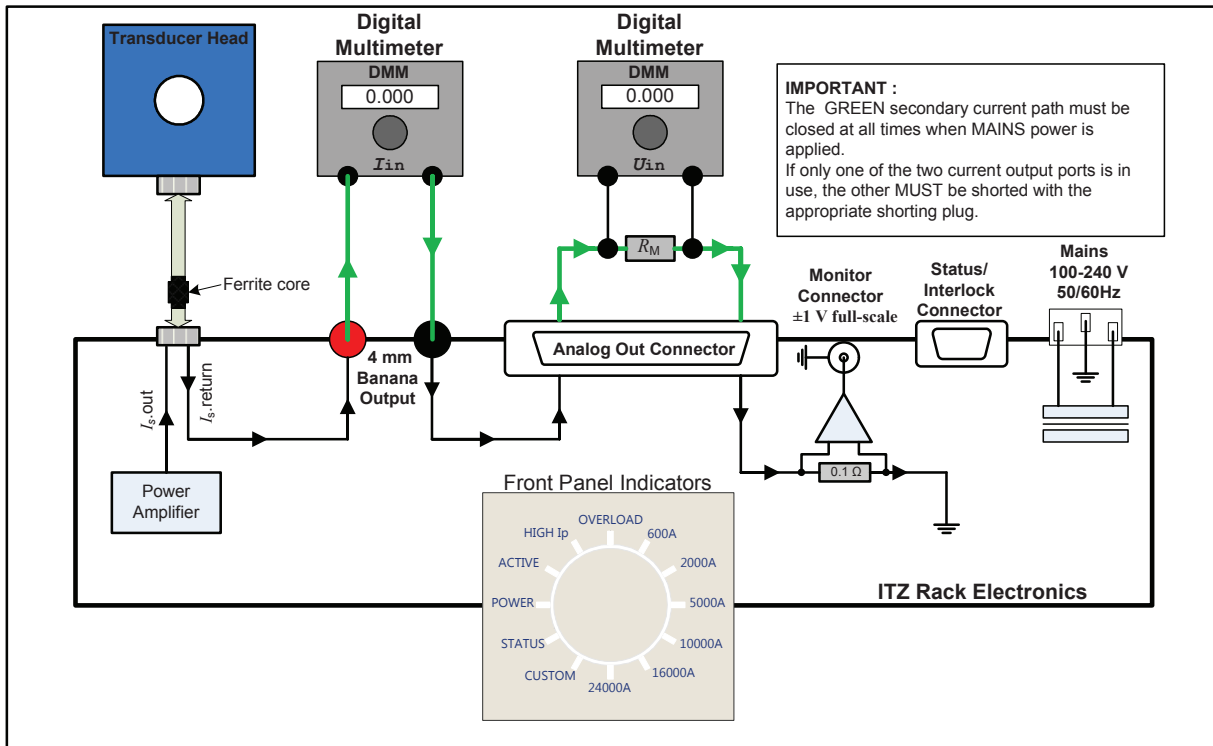 Transducer Head
Digital
Multimeter
DMM
0.000
Iin
Digital
Multimeter
DMM
0.000
Uin
IMPORTANT :
The GREEN secondary current path must be
closed at all times when MAINS power is
applied.
If only one of the two current output ports is in
use, the other MUST be shorted with the
appropriate shorting plug.
RM
Ferrite core
Monitor
Connector
±1 V full-scale
Status/
Interlock
Connector
Mains
100-240 V
50/60Hz
4 mm
Banana
Output
Analog Out Connector
Is.out
Is.return
Power
Amplifier
0.1 Ω
Front Panel Indicators
OVERLOAD
HIGH Ip
600A
ACTIVE
2000A
POWER
5000A
STATUS
10000A
CUSTOM
16000A
24000A
ITZ Rack Electronics